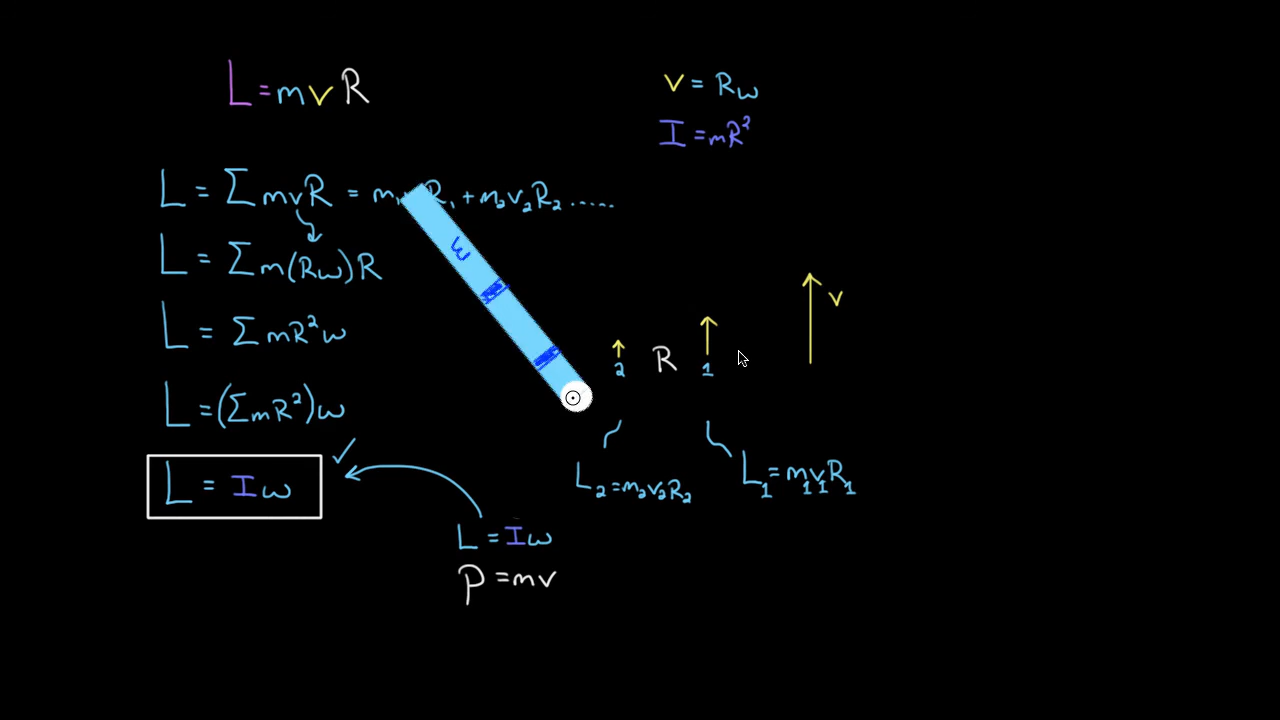 L = mvR
v = Rω
I = mR²
L = ΣmvR = m₁ R₁ + m₂v₂R₂ .....
L = Σm(Rω)R
L = ΣmR²ω
L = (ΣmR²)ω
L = Iω
ω
v
2 R 1
L₂ = m₂v₂R₂
L₁ = m₁v₁R₁
L = Iω
p = mv